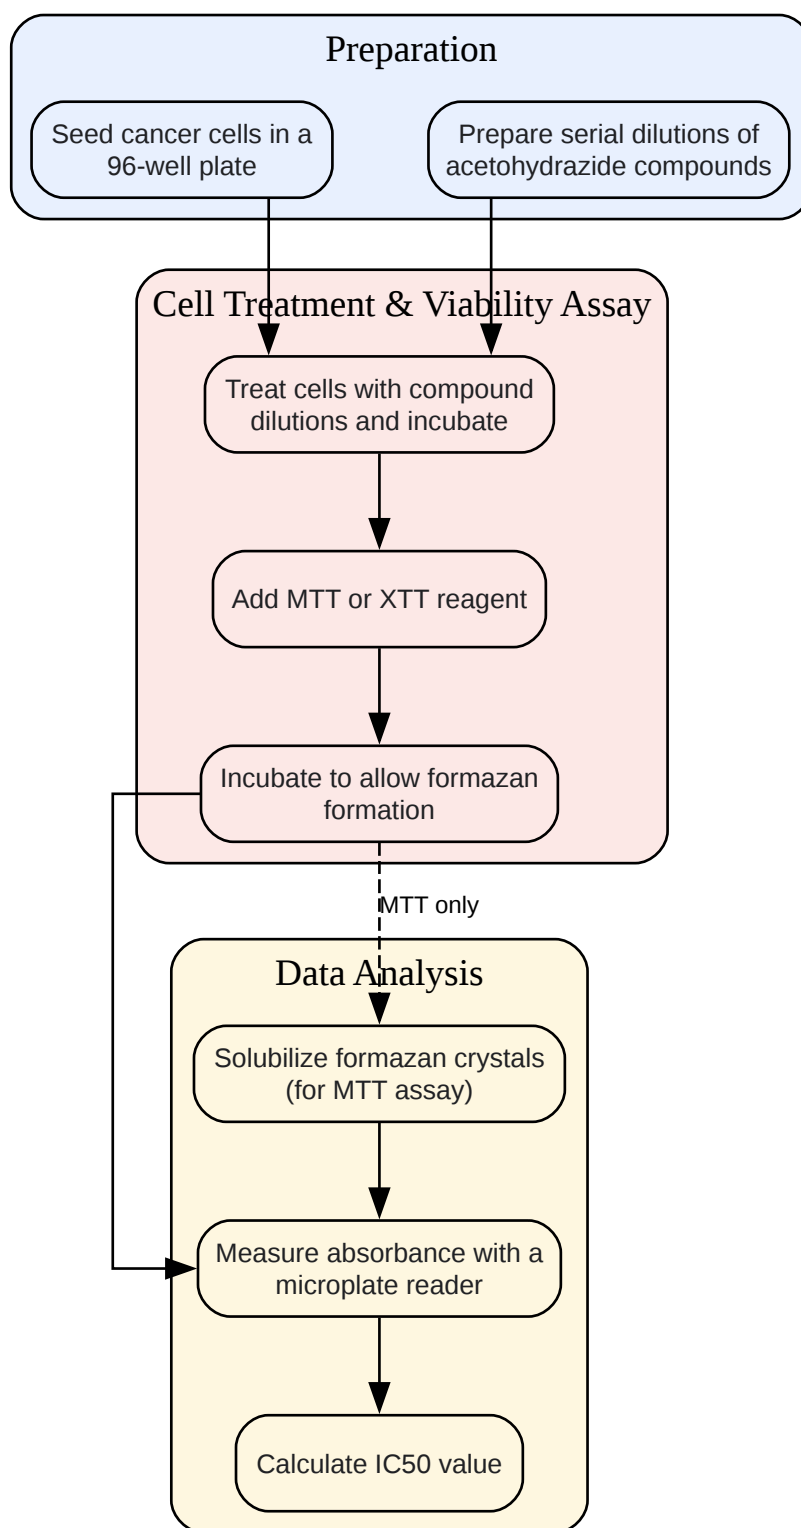 Preparation
Seed cancer cells in a
96-well plate
Prepare serial dilutions of
acetohydrazide compounds
Cell Treatment & Viability Assay
Treat cells with compound
dilutions and incubate
Add MTT or XTT reagent
Incubate to allow formazan
formation
MTT only
Data Analysis
Solubilize formazan crystals
(for MTT assay)
Measure absorbance with a
microplate reader
Calculate IC50 value